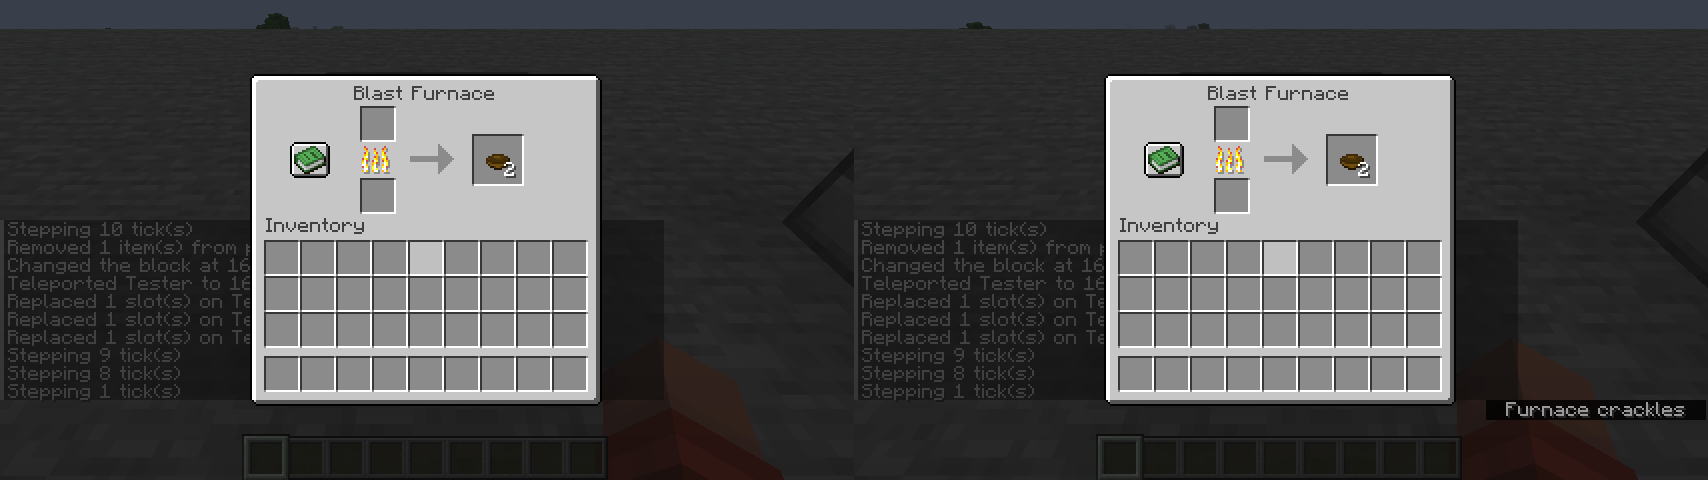 Blast Furnace
2
Inventory
Stepping 10 tick(s)
Removed 1 item(s) from
Changed the block at 16
Teleported Tester to 16
Replaced 1 slot(s) on Te
Replaced 1 slot(s) on Te
Replaced 1 slot(s) on Te
Stepping 9 tick(s)
Stepping 8 tick(s)
Stepping 1 tick(s)
Blast Furnace
2
Inventory
Stepping 10 tick(s)
Removed 1 item(s) from
Changed the block at 16
Teleported Tester to 16
Replaced 1 slot(s) on Te
Replaced 1 slot(s) on Te
Replaced 1 slot(s) on Te
Stepping 9 tick(s)
Stepping 8 tick(s)
Stepping 1 tick(s)
Furnace crackles